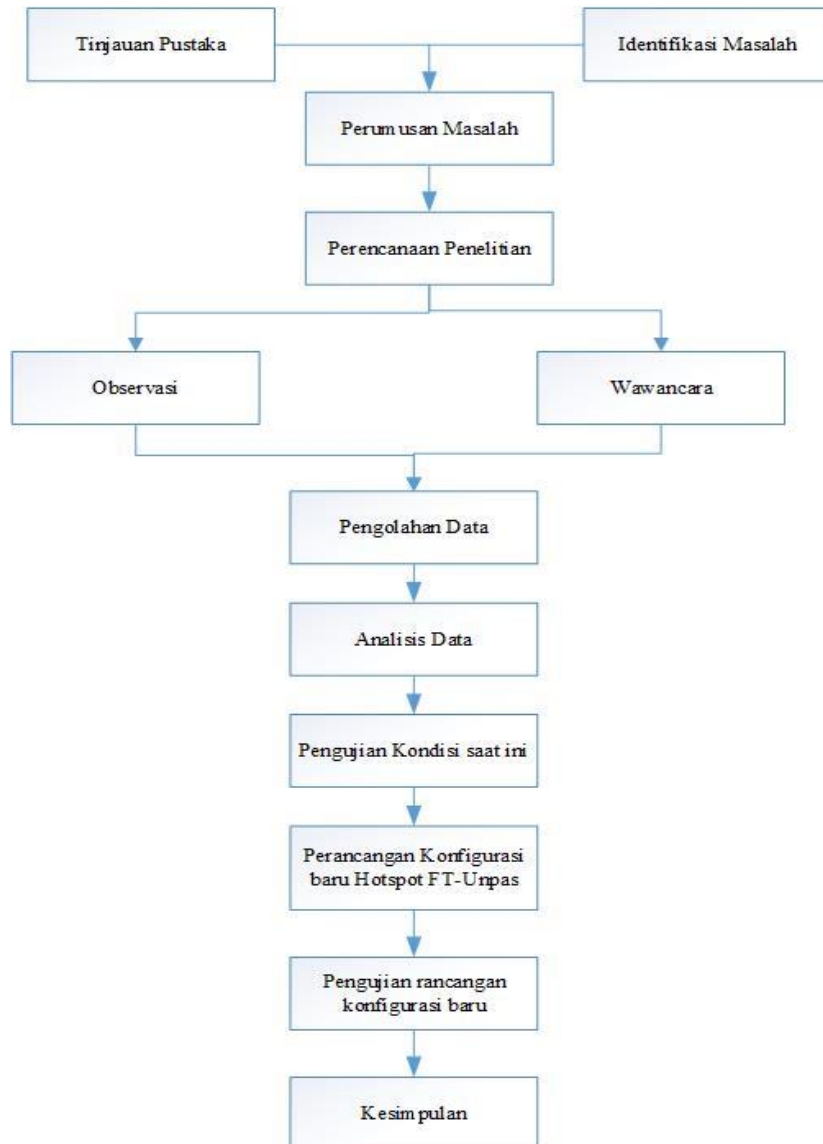 Tinjauan Pustaka
Identifikasi Masalah
Perumusan Masalah
Perencanaan Penelitian
Observasi
Wawancara
Pengolahan Data
Analisis Data
Pengujian Kondisi saat ini
Perancangan Konfigurasi
baru Hotspot FT-Unpas
Pengujian rancangan
konfigurasi baru
Kesimpulan